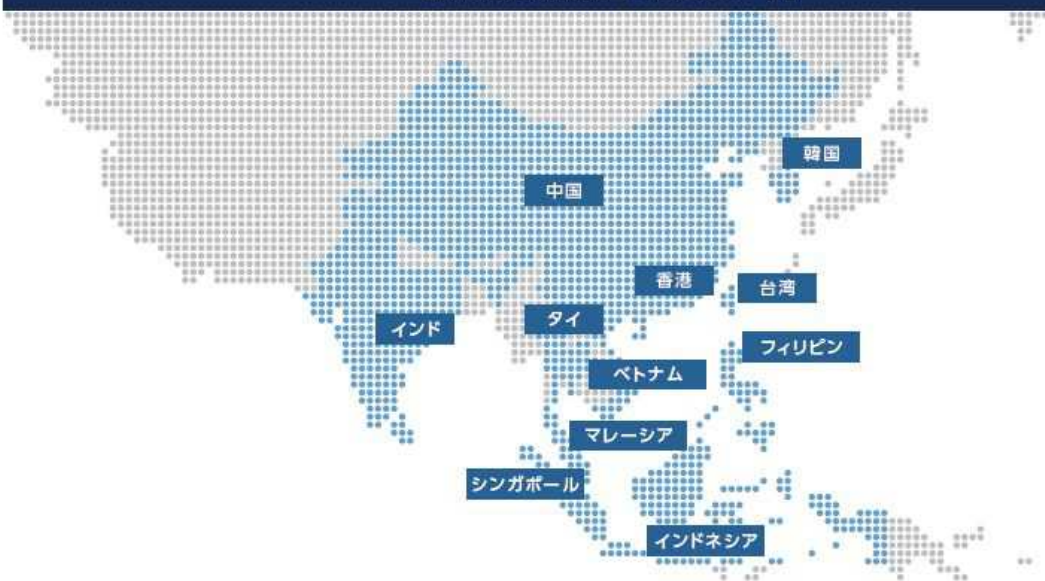 韓国
中国
香港
台湾
インド
タイ
フィリピン
ベトナム
マレーシア
シンガポール
インドネシア